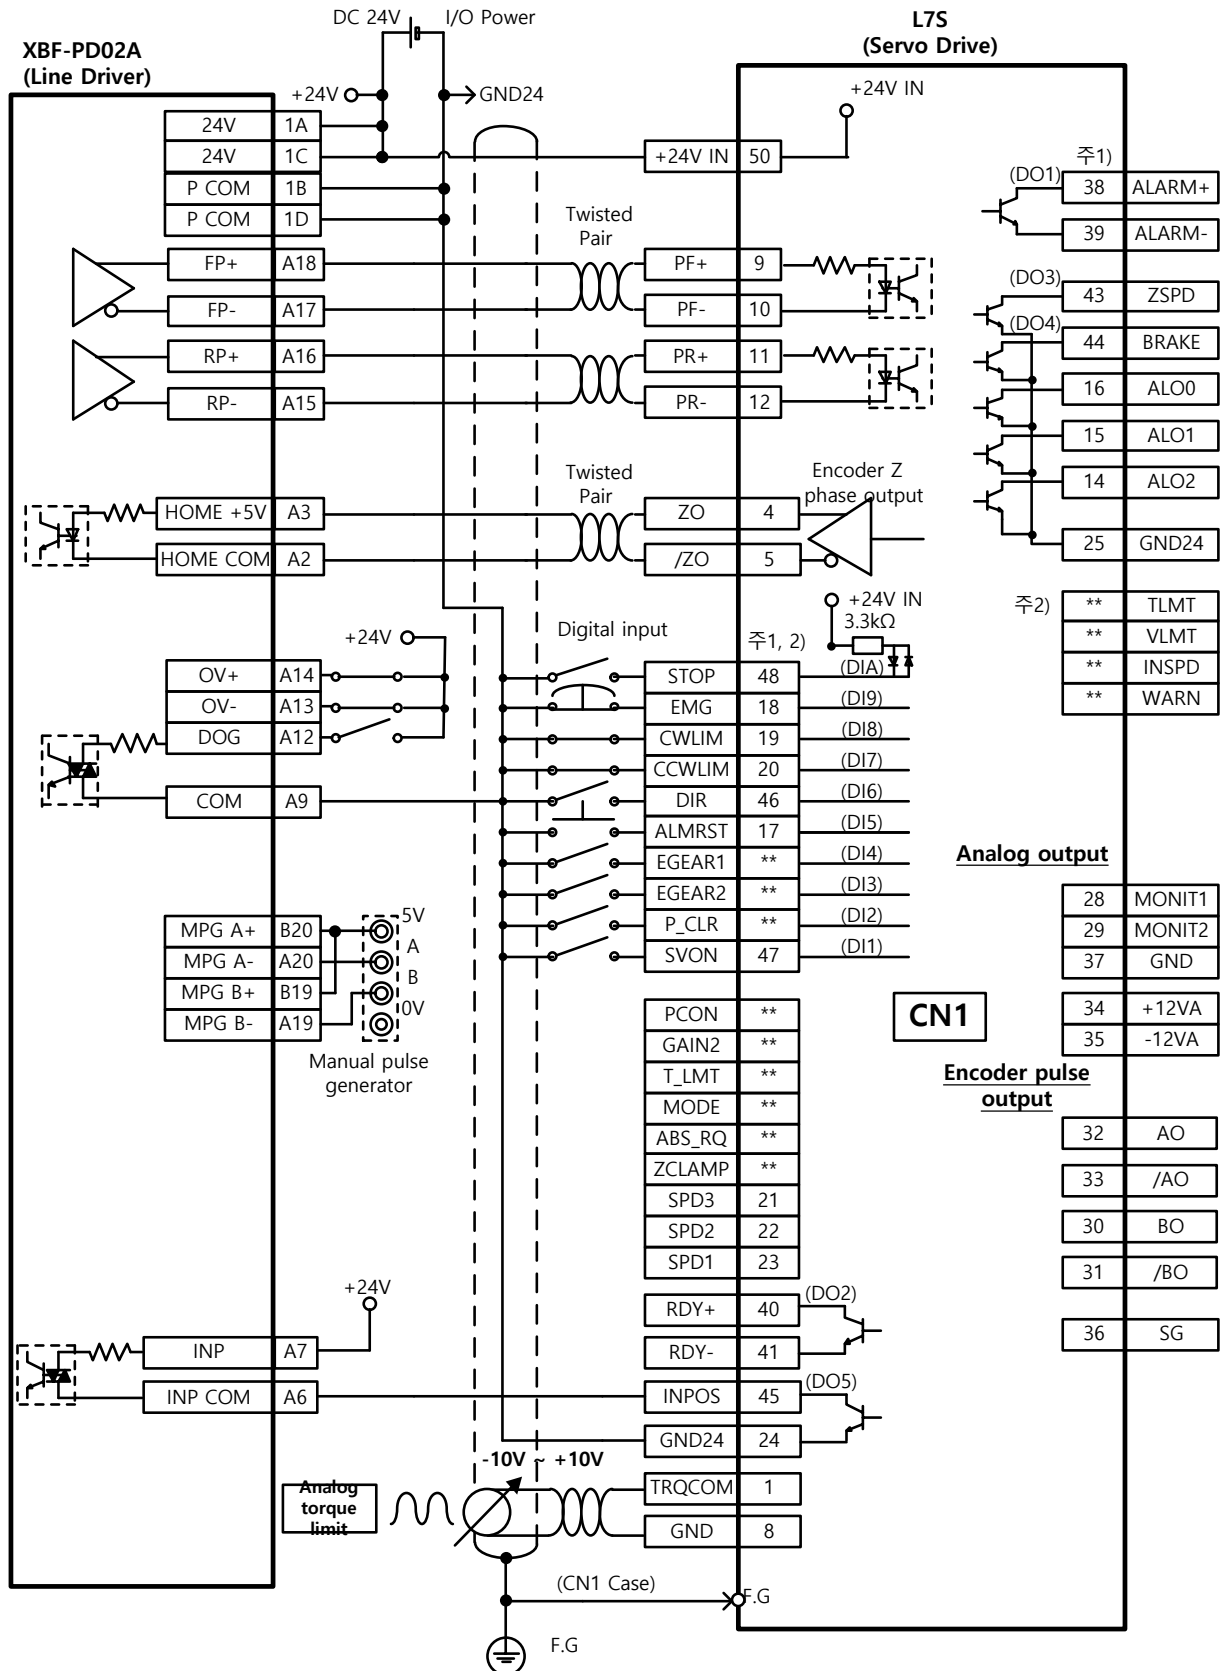 DC 24V
I/O Power
L7S
(Servo Drive)
XBF-PD02A
(Line Driver)
+24V
GND24
+24V IN
24V 1A
24V 1C
P COM 1B
P COM 1D
+24V IN 50
주1)
(DO1)
38 ALARM+
39 ALARM-
Twisted
Pair
FP+ A18
FP- A17
RP+ A16
RP- A15
PF+ 9
PF- 10
PR+ 11
PR- 12
(DO3)
43 ZSPD
(DO4)
44 BRAKE
16 ALO0
15 ALO1
14 ALO2
25 GND24
Twisted
Pair
Encoder Z
phase output
HOME +5V A3
HOME COM A2
ZO 4
/ZO 5
주2)
** TLMT
** VLMT
** INSPD
** WARN
+24V IN
3.3kΩ
+24V
Digital input
주1, 2)
OV+ A14
OV- A13
DOG A12
COM A9
STOP 48 (DIA)
EMG 18 (DI9)
CWLIM 19 (DI8)
CCWLIM 20 (DI7)
DIR 46 (DI6)
ALMRST 17 (DI5)
EGEAR1 ** (DI4)
EGEAR2 ** (DI3)
P_CLR ** (DI2)
SVON 47 (DI1)
Analog output
28 MONIT1
29 MONIT2
37 GND
34 +12VA
35 -12VA
MPG A+ B20
MPG A- A20
MPG B+ B19
MPG B- A19
5V
A
B
0V
Manual pulse
generator
PCON **
GAIN2 **
T_LMT **
MODE **
ABS_RQ **
ZCLAMP **
SPD3 21
SPD2 22
SPD1 23
CN1
Encoder pulse
output
32 AO
33 /AO
30 BO
31 /BO
36 SG
+24V
INP A7
INP COM A6
RDY+ 40
(DO2)
RDY- 41
INPOS 45
(DO5)
GND24 24
-10V ~ +10V
Analog
torque
limit
TRQCOM 1
GND 8
(CN1 Case)
F.G
F.G